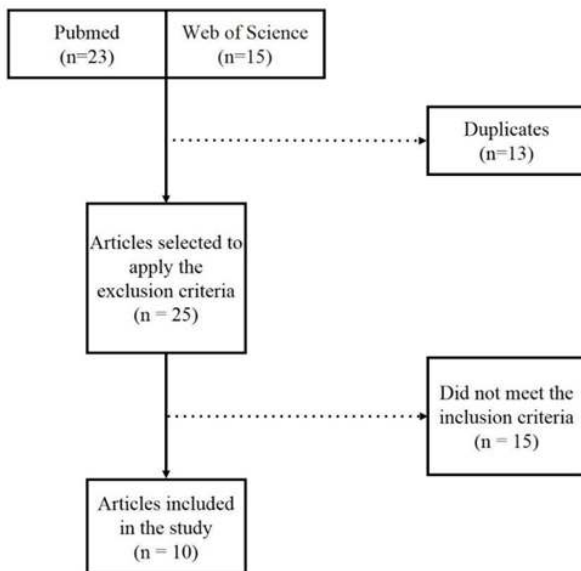 Pubmed
(n=23)
Web of Science
(n=15)
Duplicates
(n=13)
Articles selected to
apply the
exclusion criteria
(n = 25)
Did not meet the
inclusion criteria
(n = 15)
Articles included
in the study
(n = 10)